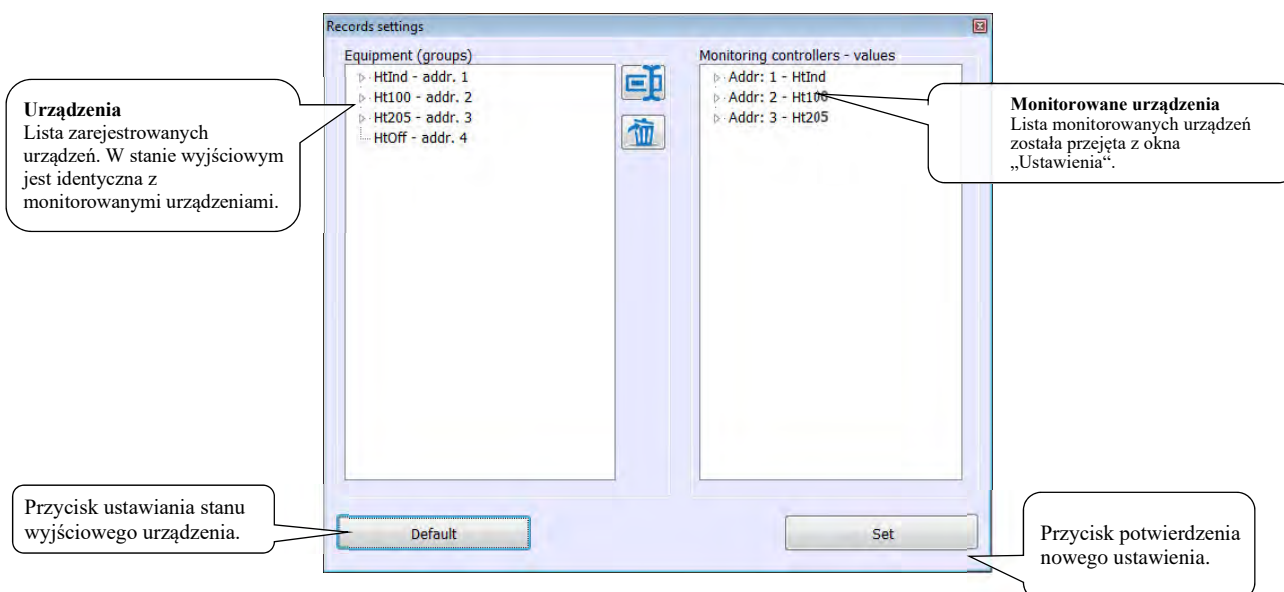 Records settings
Equipment (groups)
HtInd - addr. 1
Ht100 - addr. 2
Ht205 - addr. 3
HtOff - addr. 4
Monitoring controllers - values
Addr: 1 - HtInd
Addr: 2 - Ht100
Addr: 3 - Ht205
Urządzenia
Lista zarejestrowanych
urządzeń. W stanie wyjściowym
jest identyczna z
monitorowanymi urządzeniami.
Monitorowane urządzenia
Lista monitorowanych urządzeń
została przejęta z okna
„Ustawienia“.
Przycisk ustawiania stanu
wyjściowego urządzenia.
Default
Set
Przycisk potwierdzenia
nowego ustawienia.